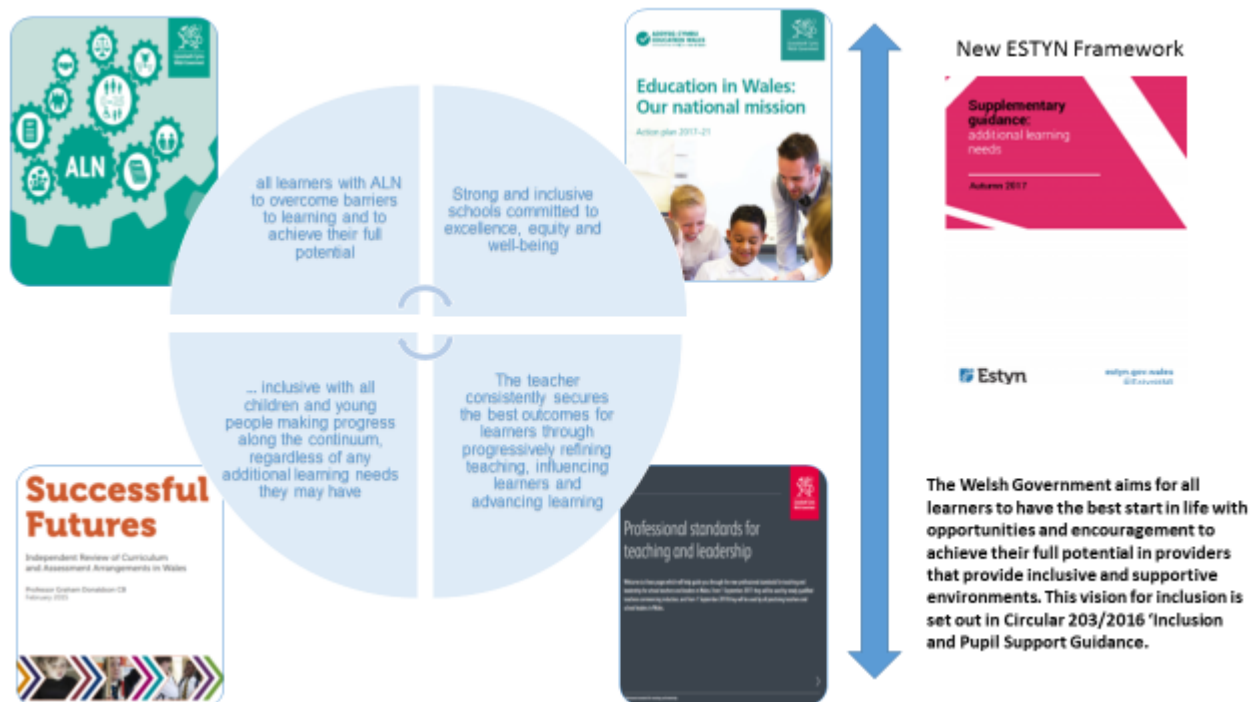 ALN
ADDYSG CYMRU
EDUCATION WALES
Education in Wales:
Our national mission
Action plan 2017-21
all learners with ALN
to overcome barriers
to learning and to
achieve their full
potential
Strong and inclusive
schools committed to
excellence, equity and
well-being
... inclusive with all
children and young
people making progress
along the continuum,
regardless of any
additional learning needs
they may have
The teacher
consistently secures
the best outcomes for
learners through
progressively refining
teaching, influencing
learners and
advancing learning
Successful
Futures
Independent Review of Curriculum
and Assessment Arrangements in Wales
Professor Graham Donaldson CB
February 2015
Professional standards for
teaching and leadership
New ESTYN Framework
Supplementary
guidance:
additional learning
needs
Autumn 2017
Estyn
estyn.gov.wales
The Welsh Government aims for all
learners to have the best start in life with
opportunities and encouragement to
achieve their full potential in providers
that provide inclusive and supportive
environments. This vision for inclusion is
set out in Circular 203/2016 ‘Inclusion
and Pupil Support Guidance.